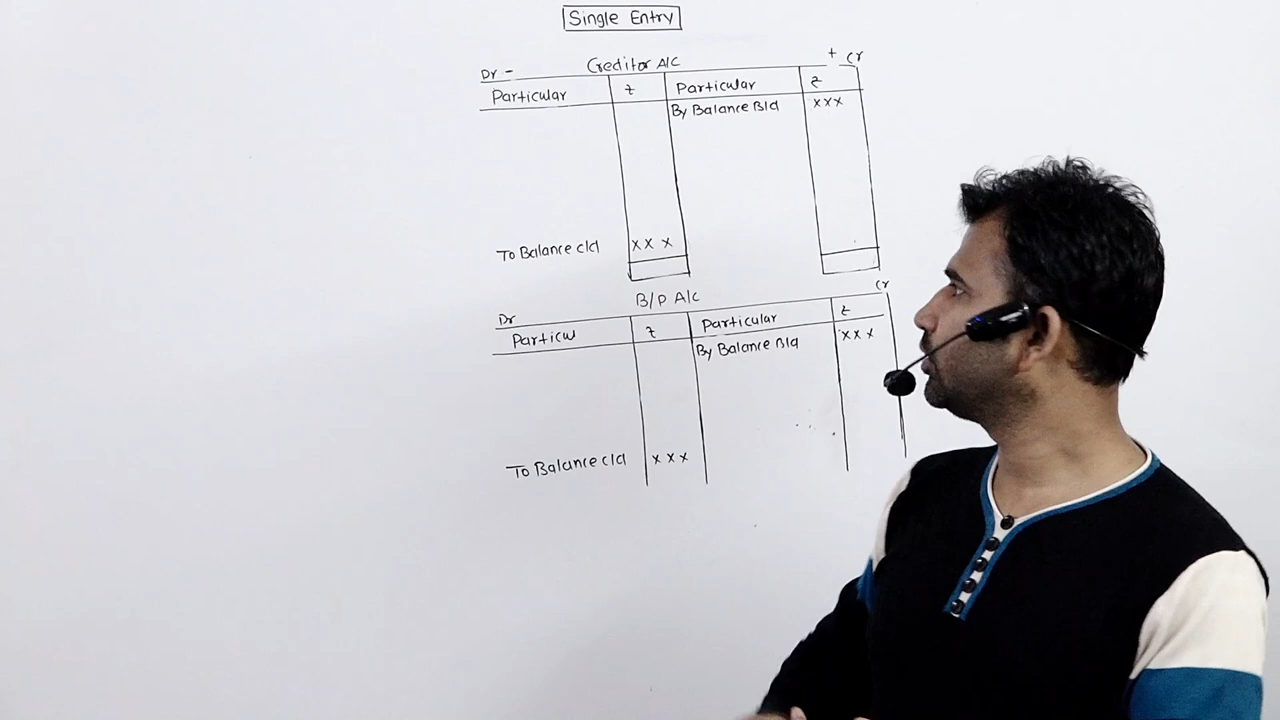 Single Entry
Dr - Creditor A/C + Cr
Particular ₹ Particular ₹
By Balance B/d xxx
To Balance c/d xxx
B/P A/C Cr
Dr
Particu ₹ Particular ₹
By Balance B/d xxx
To Balance c/d xxx